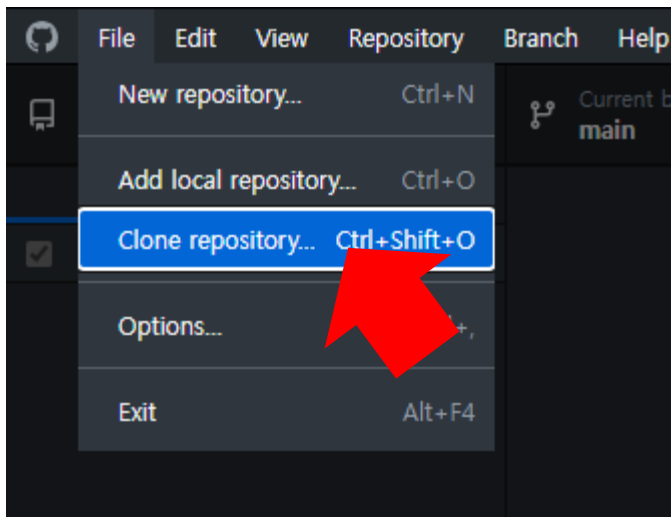 File Edit View Repository Branch Help
New repository... Ctrl+N
Current b
main
Add local repository... Ctrl+O
Clone repository... Ctrl+Shift+O
Options... +,
Exit Alt+F4